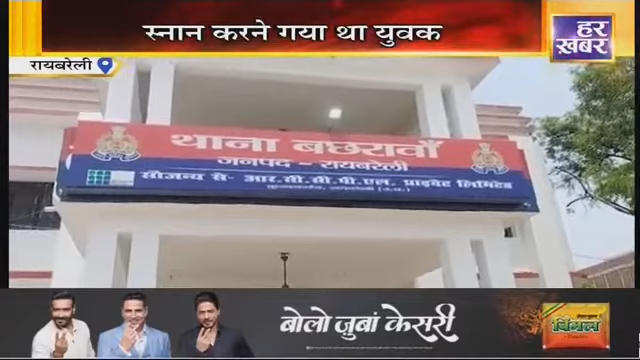 स्नान करने गया था युवक
हर
ख़बर
रायबरेली
थाना बछरावाँ
जनपद - रायबरेली
सौजन्य से- आर.सी.सी.पी.एल. प्राइवेट लिमिटेड
बोलो ज़ुबां केसरी
विमल